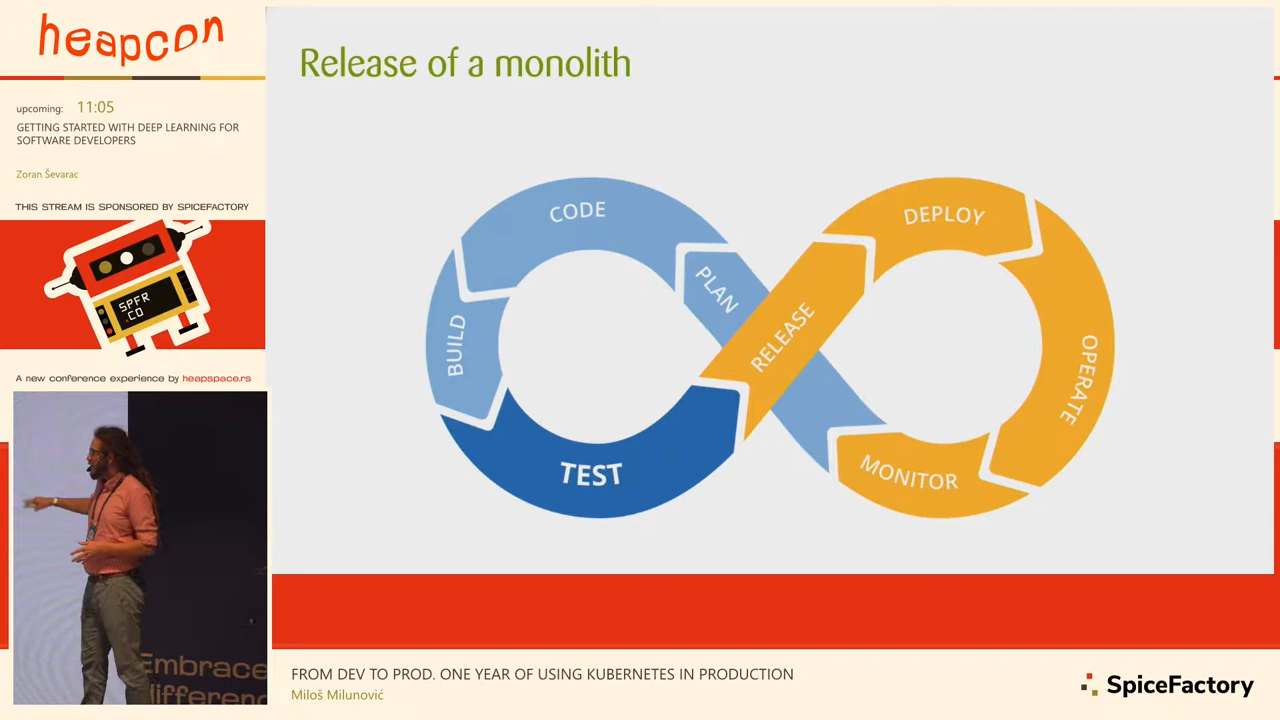 heapcon
upcoming: 11:05
GETTING STARTED WITH DEEP LEARNING FOR
SOFTWARE DEVELOPERS
Zoran Ševarac
THIS STREAM IS SPONSORED BY SPICEFACTORY
SPFR
.CO
A new conference experience by heapspace.rs
Embrace
differenc
Release of a monolith
CODE
PLAN
BUILD
TEST
RELEASE
DEPLOY
OPERATE
MONITOR
FROM DEV TO PROD. ONE YEAR OF USING KUBERNETES IN PRODUCTION
Miloš Milunović
SpiceFactory